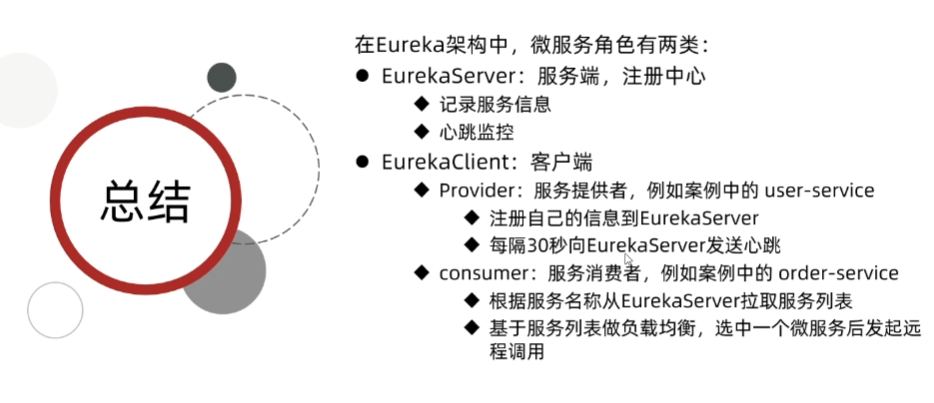 总结
在Eureka架构中，微服务角色有两类：
EurekaServer：服务端，注册中心
记录服务信息
心跳监控
EurekaClient：客户端
Provider：服务提供者，例如案例中的 user-service
注册自己的信息到EurekaServer
每隔30秒向EurekaServer发送心跳
consumer：服务消费者，例如案例中的 order-service
根据服务名称从EurekaServer拉取服务列表
基于服务列表做负载均衡，选中一个微服务后发起远
程调用